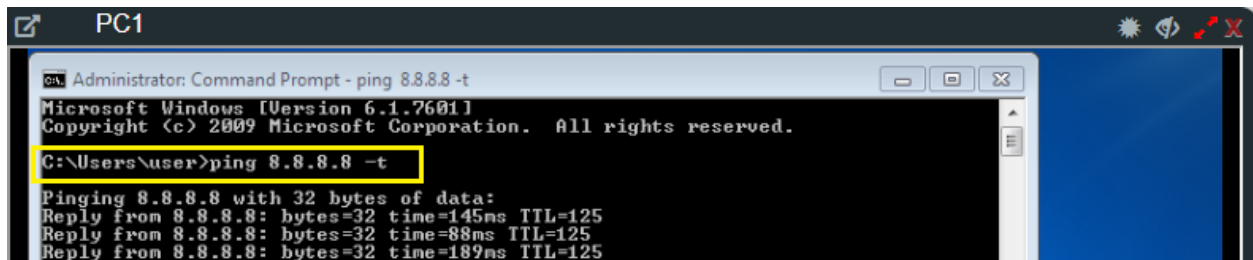 PC1
Administrator: Command Prompt - ping 8.8.8.8 -t
Microsoft Windows [Version 6.1.7601]
Copyright (c) 2009 Microsoft Corporation.  All rights reserved.
C:\Users\user>ping 8.8.8.8 -t
Pinging 8.8.8.8 with 32 bytes of data:
Reply from 8.8.8.8: bytes=32 time=145ms TTL=125
Reply from 8.8.8.8: bytes=32 time=88ms TTL=125
Reply from 8.8.8.8: bytes=32 time=189ms TTL=125